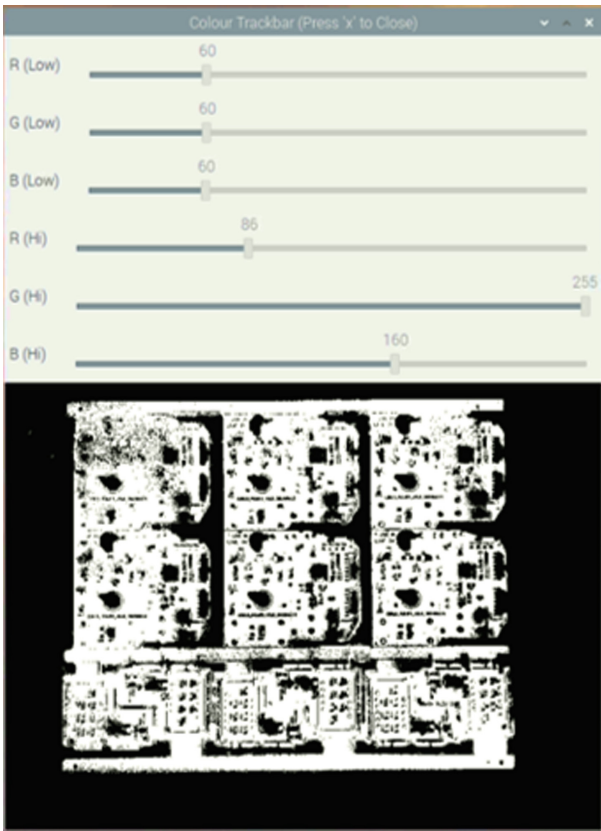 Colour Trackbar (Press 'x' to Close)
60
R (Low)
60
G (Low)
60
B (Low)
86
R (Hi)
255
G (Hi)
160
B (Hi)